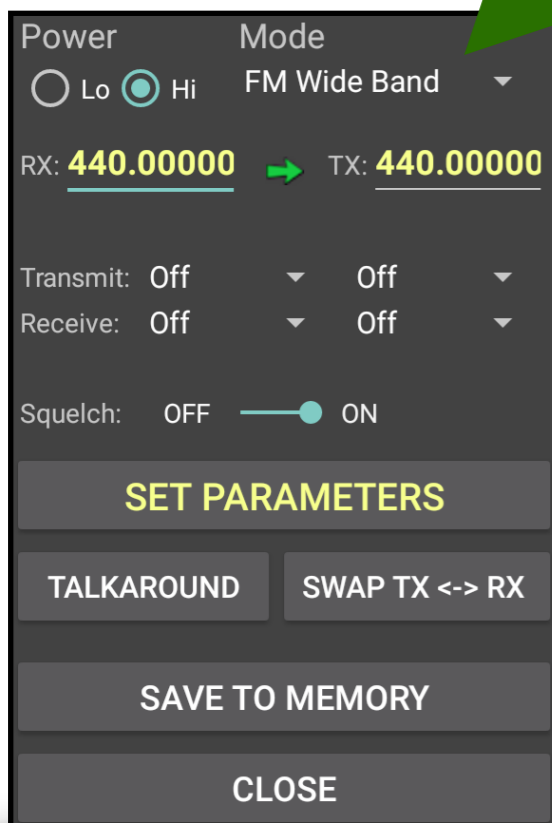 Power Mode
Lo Hi FM Wide Band
RX: 440.00000 TX: 440.00000
Transmit: Off Off
Receive: Off Off
Squelch: OFF ON
SET PARAMETERS
TALKAROUND SWAP TX <-> RX
SAVE TO MEMORY
CLOSE